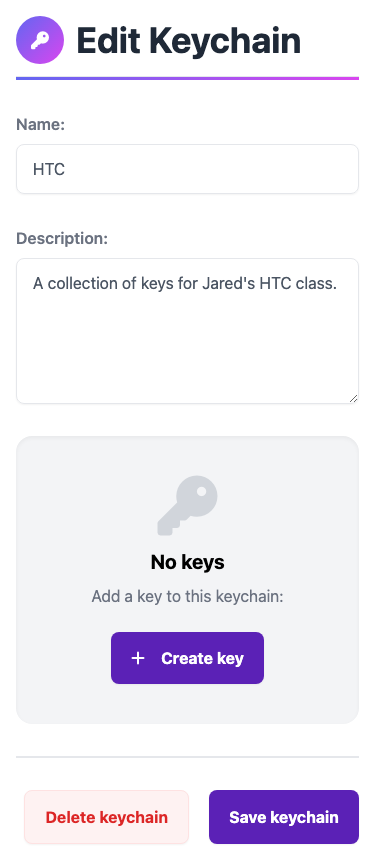 Edit Keychain
Name:
HTC
Description:
A collection of keys for Jared's HTC class.
No keys
Add a key to this keychain:
+ Create key
Delete keychain
Save keychain